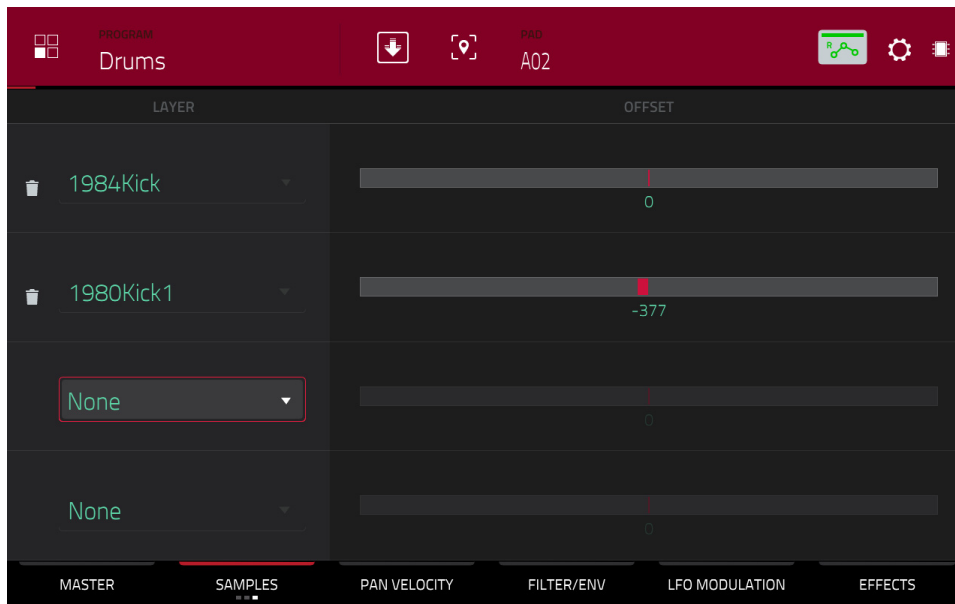 PROGRAM
Drums
PAD
A02
R
LAYER
OFFSET
1984Kick
0
1980Kick1
-377
None
0
None
0
MASTER
SAMPLES
PAN VELOCITY
FILTER/ENV
LFO MODULATION
EFFECTS